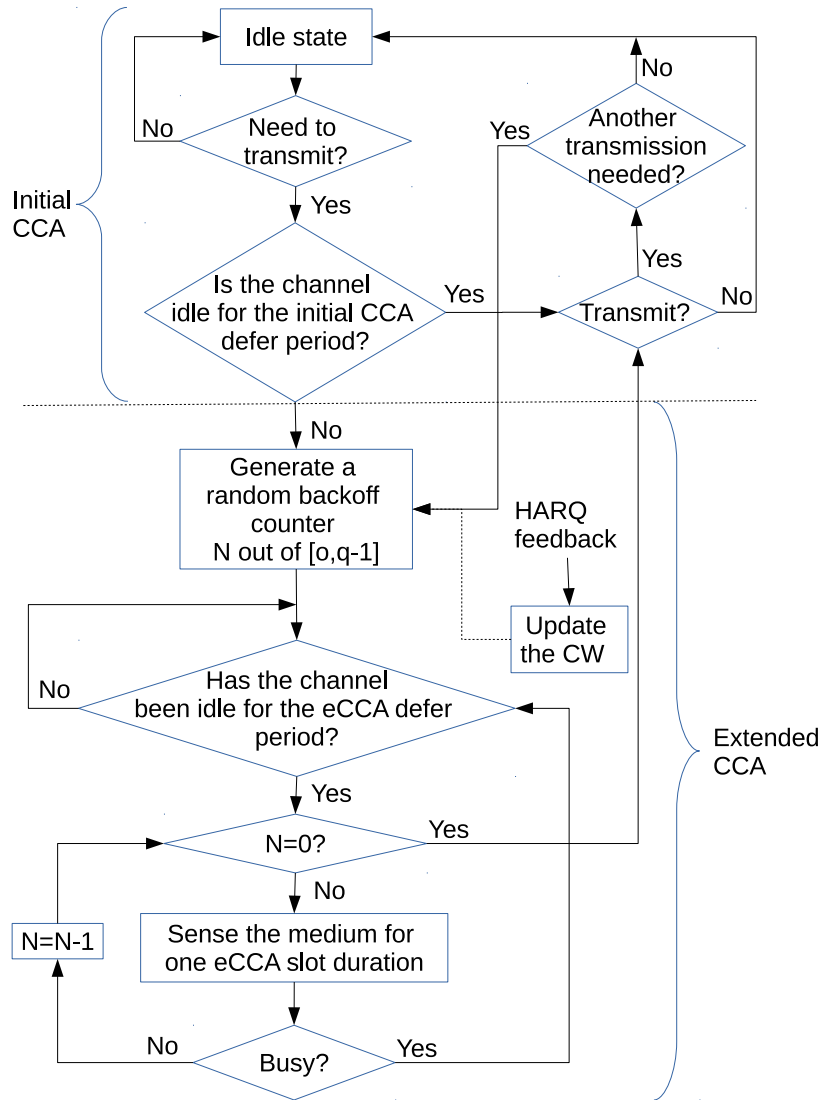 Idle state
No
Need to
transmit?
Yes
Initial
CCA
Is the channel
idle for the initial CCA
defer period?
Yes
No
Another
transmission
needed?
Yes
Yes
Transmit?
No
No
Generate a
random backoff
counter
N out of [o,q-1]
HARQ
feedback
Update
the CW
Has the channel
been idle for the eCCA defer
period?
No
Extended
CCA
Yes
N=0?
Yes
No
N=N-1
Sense the medium for
one eCCA slot duration
No
Busy?
Yes